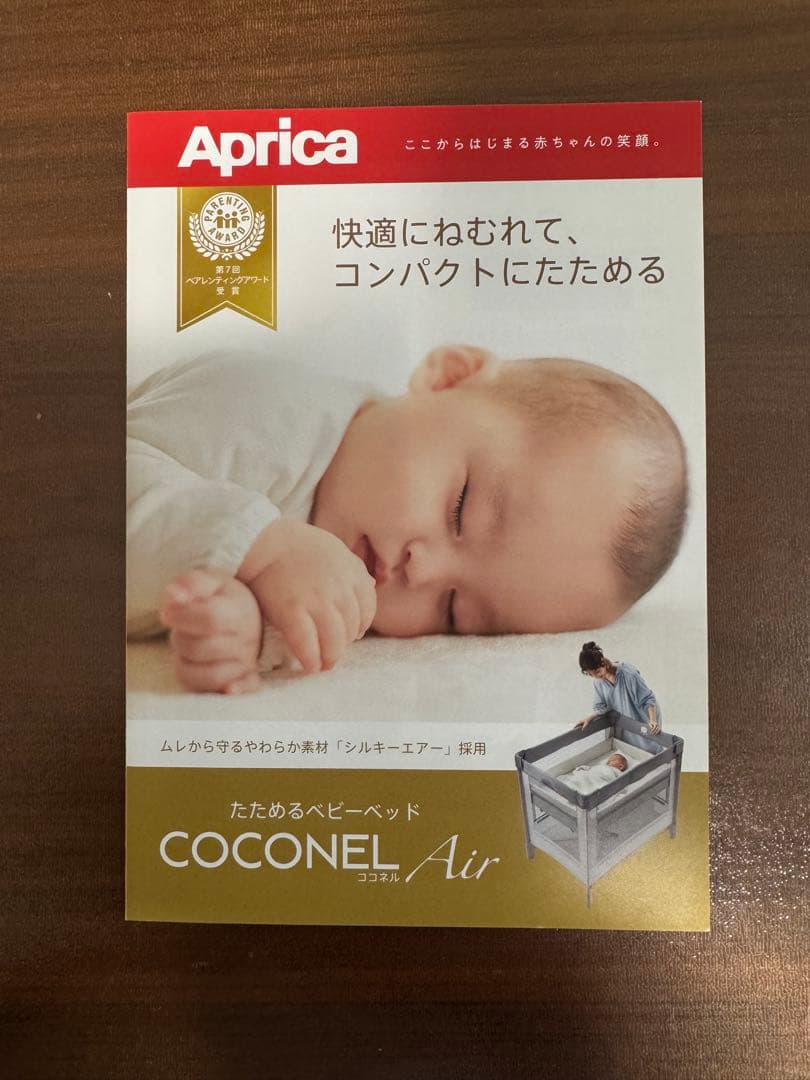 Aprica
ここからはじまる赤ちゃんの笑顔。
PARENTING
AWARD
第7回
ペアレンティングアワード
受賞
快適にねむれて、
コンパクトにたためる
ムレから守るやわらか素材「シルキーエアー」採用
たためるベビーベッド
COCONEL Air
ココネル